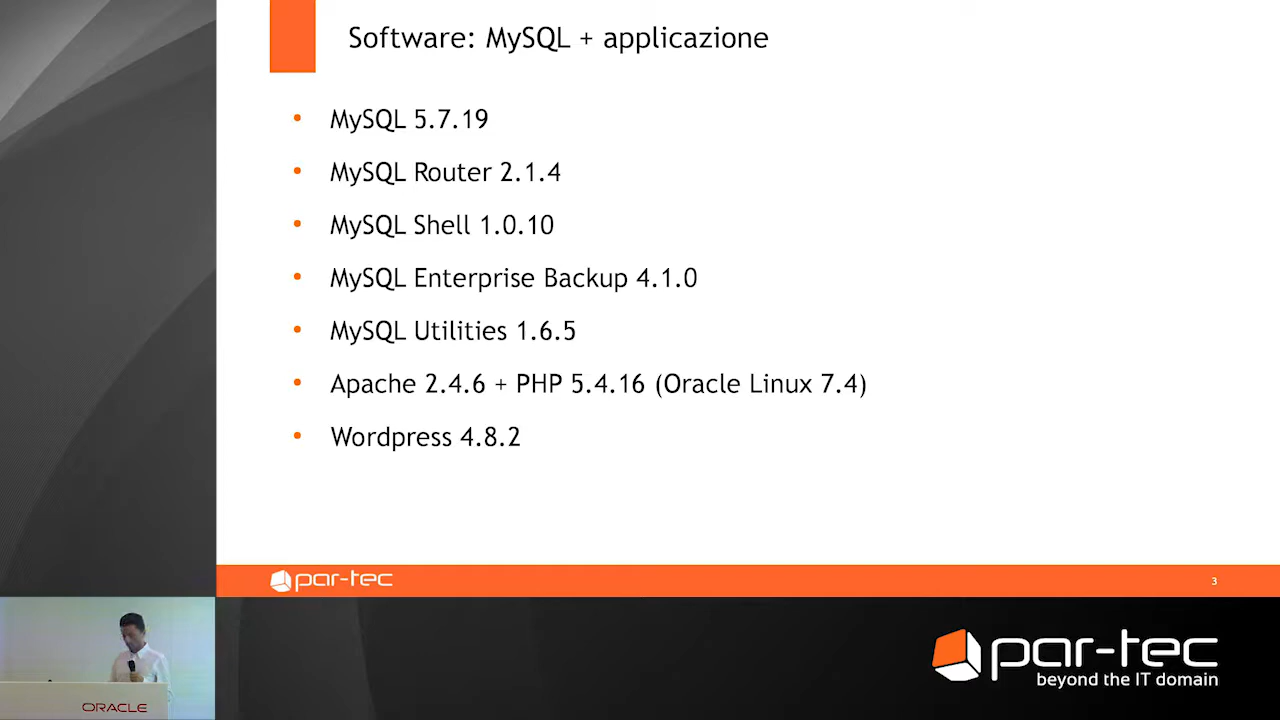 Software: MySQL + applicazione
• MySQL 5.7.19
• MySQL Router 2.1.4
• MySQL Shell 1.0.10
• MySQL Enterprise Backup 4.1.0
• MySQL Utilities 1.6.5
• Apache 2.4.6 + PHP 5.4.16 (Oracle Linux 7.4)
• Wordpress 4.8.2
par-tec
3
ORACLE
par-tec
beyond the IT domain